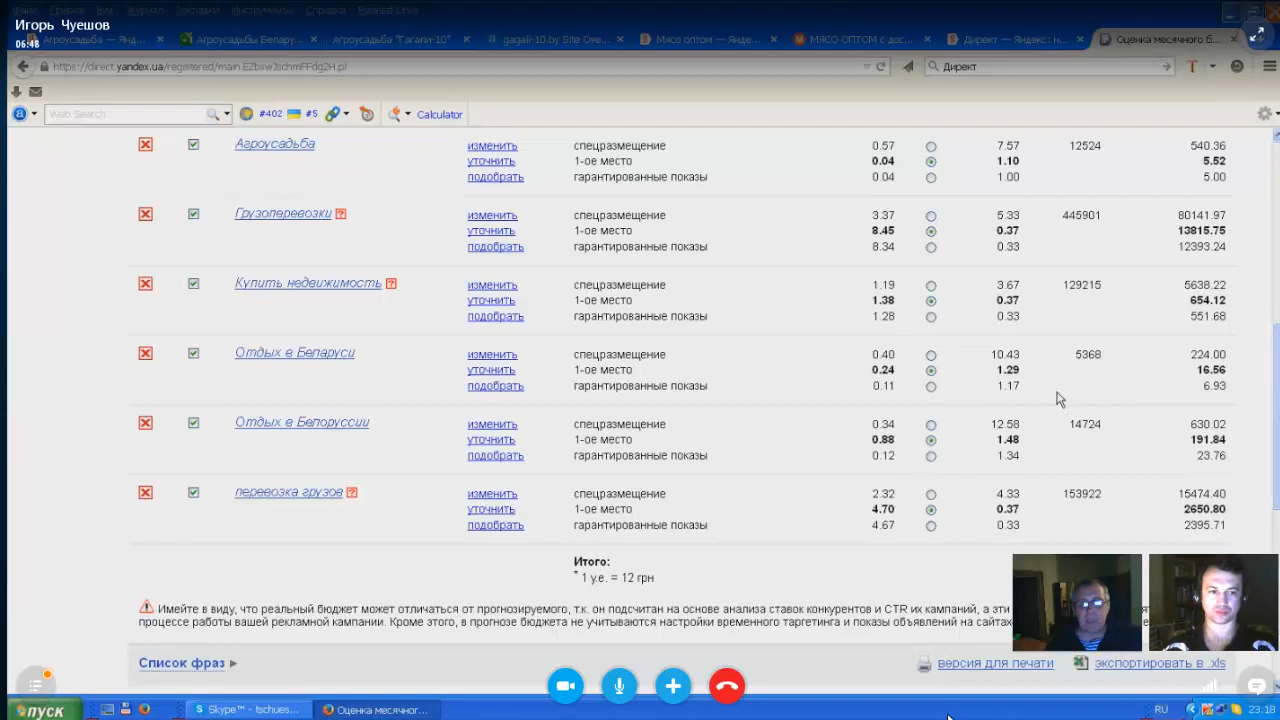 Файл Правка Вид Журнал Закладки Инструменты Справка
Игорь Чуешов
06:48
Агроусадьба — Янд...
Агроусадьбы Белару...
Агроусадьба "Гагали-10"
gagali-10.by Site Ove...
Мясо оптом — Яндек...
МЯСО ОПТОМ с дос...
Директ — Яндекс: н...
Оценка месячного б...
https://direct.yandex.ua/registered/main.EZbxwJschmFFdg2H.pl
Директ
Web Search
#402
#5
Calculator
Агроусадьба изменить спецразмещение 0.57 7.57 12524 540.36
уточнить 1-ое место 0.04 1.10 5.52
подобрать гарантированные показы 0.04 1.00 5.00
Грузоперевозки изменить спецразмещение 3.37 5.33 445901 80141.97
уточнить 1-ое место 8.45 0.37 13815.75
подобрать гарантированные показы 8.34 0.33 12393.24
Купить недвижимость изменить спецразмещение 1.19 3.67 129215 5638.22
уточнить 1-ое место 1.38 0.37 654.12
подобрать гарантированные показы 1.28 0.33 551.68
Отдых в Беларуси изменить спецразмещение 0.40 10.43 5368 224.00
уточнить 1-ое место 0.24 1.29 16.56
подобрать гарантированные показы 0.11 1.17 6.93
Отдых в Белоруссии изменить спецразмещение 0.34 12.58 14724 630.02
уточнить 1-ое место 0.88 1.48 191.84
подобрать гарантированные показы 0.12 1.34 23.76
перевозка грузов изменить спецразмещение 2.32 4.33 153922 15474.40
уточнить 1-ое место 4.70 0.37 2650.80
подобрать гарантированные показы 4.67 0.33 2395.71
Итого:
* 1 у.е. = 12 грн
Имейте в виду, что реальный бюджет может отличаться от прогнозируемого, т.к. он подсчитан на основе анализа ставок конкурентов и CTR их кампаний, а эти
процессе работы вашей рекламной кампании. Кроме этого, в прогнозе бюджета не учитываются настройки временного таргетинга и показы объявлений на сайтах
Список фраз
версия для печати
экспортировать в .xls
пуск
Skype™ - tschues...
Оценка месячног...
RU
23:18